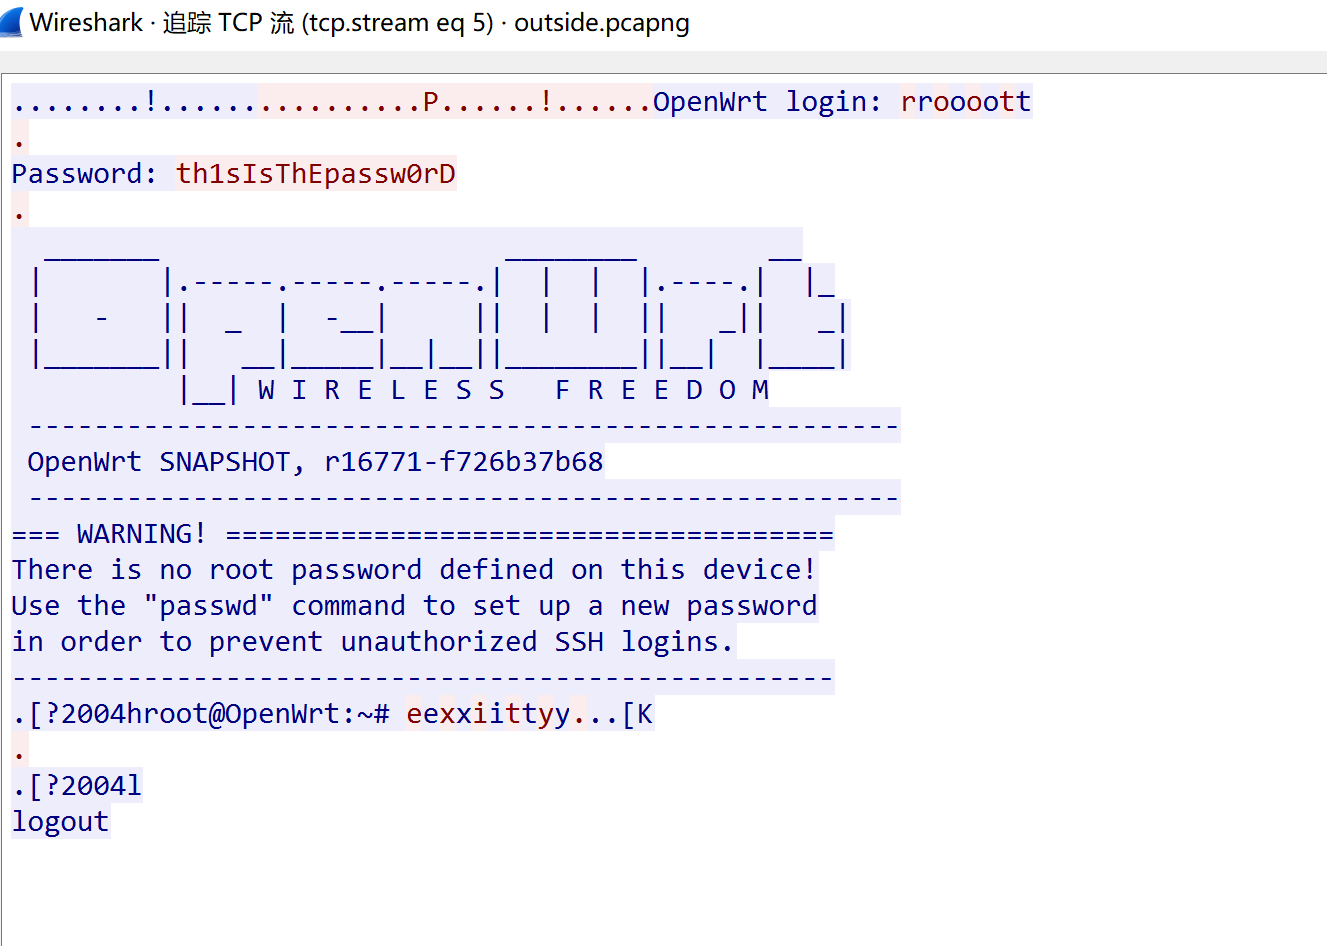 Wireshark · 追踪 TCP 流 (tcp.stream eq 5) · outside.pcapng
........!................P......!......OpenWrt login: rroooott
.
Password: th1sIsThEpassw0rD
.
  _______                     ________        __
 |       |.-----.-----.-----.|  |  |  |.----.|  |_
 |   -   ||  _  |  -__|     ||  |  |  ||   _||   _|
 |_______||   __|_____|__|__||________||__|  |____|
          |__| W I R E L E S S   F R E E D O M
 -----------------------------------------------------
 OpenWrt SNAPSHOT, r16771-f726b37b68
 -----------------------------------------------------
=== WARNING! =====================================
There is no root password defined on this device!
Use the "passwd" command to set up a new password
in order to prevent unauthorized SSH logins.
--------------------------------------------------
.[?2004hroot@OpenWrt:~# eexxiittyy...[K
.
.[?2004l
logout